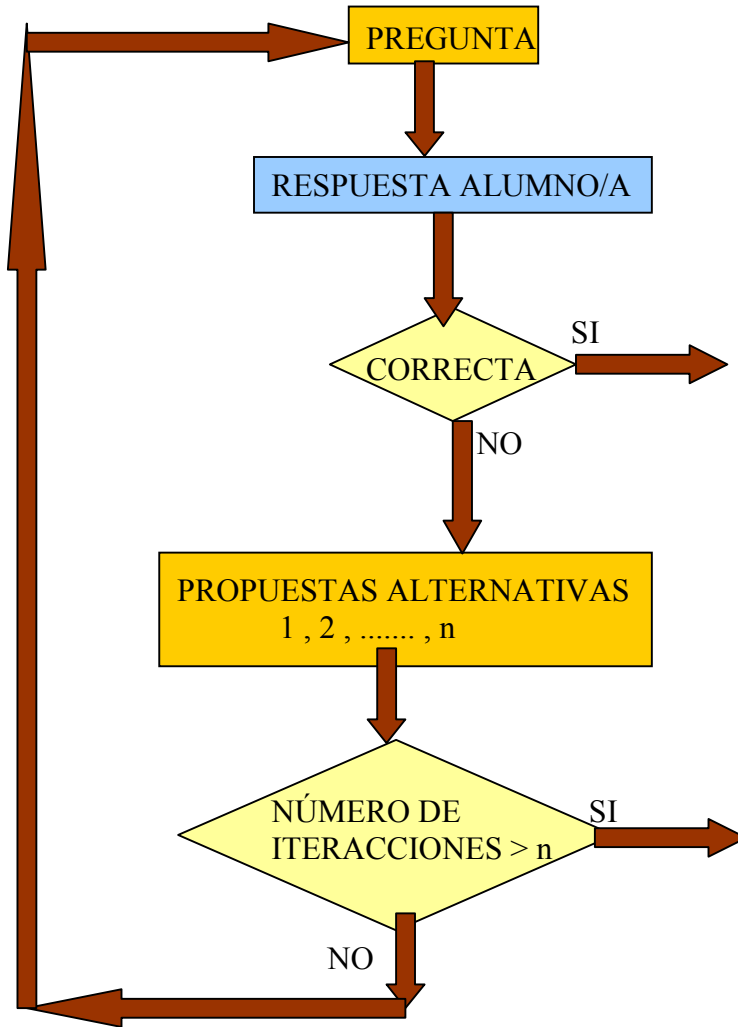 PREGUNTA
RESPUESTA ALUMNO/A
SI
CORRECTA
NO
PROPUESTAS ALTERNATIVAS
1 , 2 , ....... , n
NÚMERO DE
ITERACCIONES > n
SI
NO